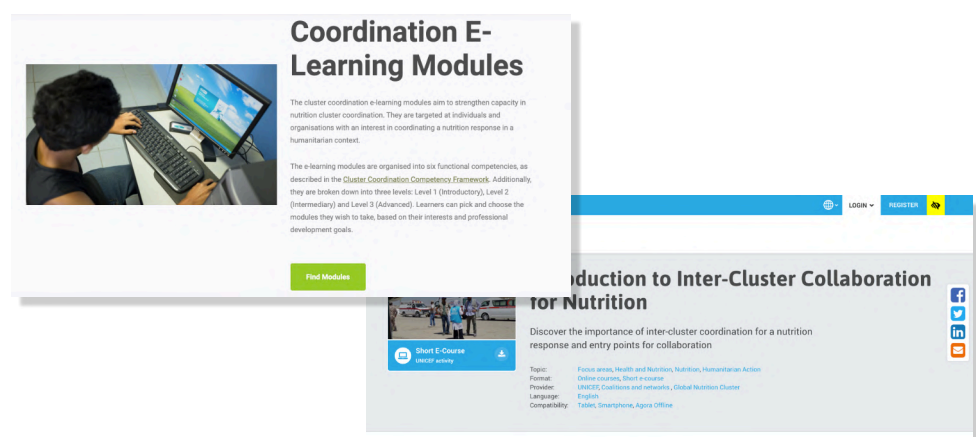 Coordination E-
Learning Modules
The cluster coordination e-learning modules aim to strengthen capacity in
nutrition cluster coordination. They are targeted at individuals and
organisations with an interest in coordinating a nutrition response in a
humanitarian context.
The e-learning modules are organised into six functional competencies, as
described in the Cluster Coordination Competency Framework. Additionally,
they are broken down into three levels: Level 1 (Introductory), Level 2
(Intermediary) and Level 3 (Advanced). Learners can pick and choose the
modules they wish to take, based on their interests and professional
development goals.
Find Modules
LOGIN REGISTER
duction to Inter-Cluster Collaboration
for Nutrition
Discover the importance of inter-cluster coordination for a nutrition
response and entry points for collaboration
Short E-Course
UNICEF activity
Topic: Focus areas, Health and Nutrition, Nutrition, Humanitarian Action
Format: Online courses, Short e-course
Provider: UNICEF, Coalitions and networks , Global Nutrition Cluster
Language: English
Compatibility: Tablet, Smartphone, Agora Offline